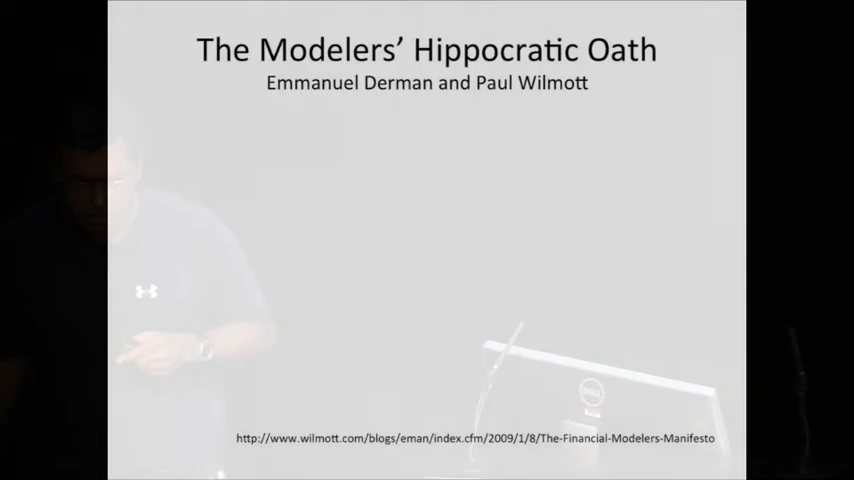 The Modelers’ Hippocratic Oath
Emmanuel Derman and Paul Wilmott
http://www.wilmott.com/blogs/eman/index.cfm/2009/1/8/The-Financial-Modelers-Manifesto